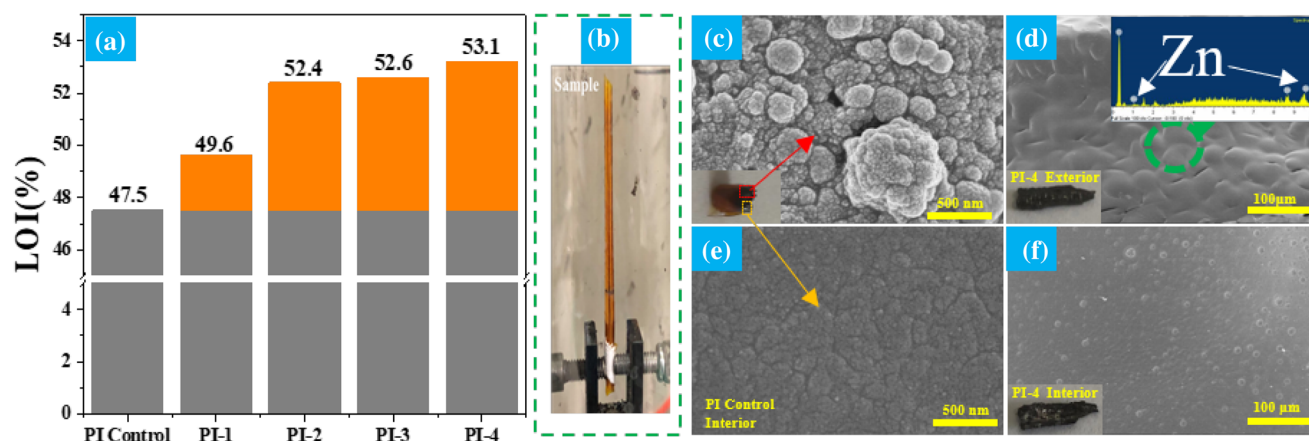 (a)
LOI(%)
54
52
50
48
46
4
2
0
47.5
49.6
52.4
52.6
53.1
PI Control
PI-1
PI-2
PI-3
PI-4
(b)
Sample
(c)
500 nm
(d)
Zn
PI-4 Exterior
100µm
(e)
PI Control
Interior
500 nm
(f)
PI-4 Interior
100 µm